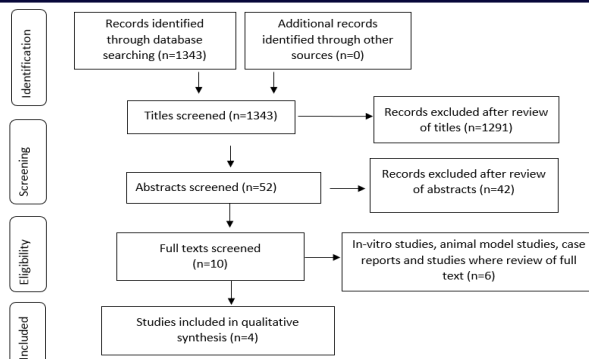 Identification
Records identified
through database
searching (n=1343)
Additional records
identified through other
sources (n=0)
Titles screened (n=1343)
Records excluded after review
of titles (n=1291)
Screening
Abstracts screened (n=52)
Records excluded after review
of abstracts (n=42)
Eligibility
Full texts screened
(n=10)
In-vitro studies, animal model studies, case
reports and studies where review of full
text (n=6)
Included
Studies included in qualitative
synthesis (n=4)